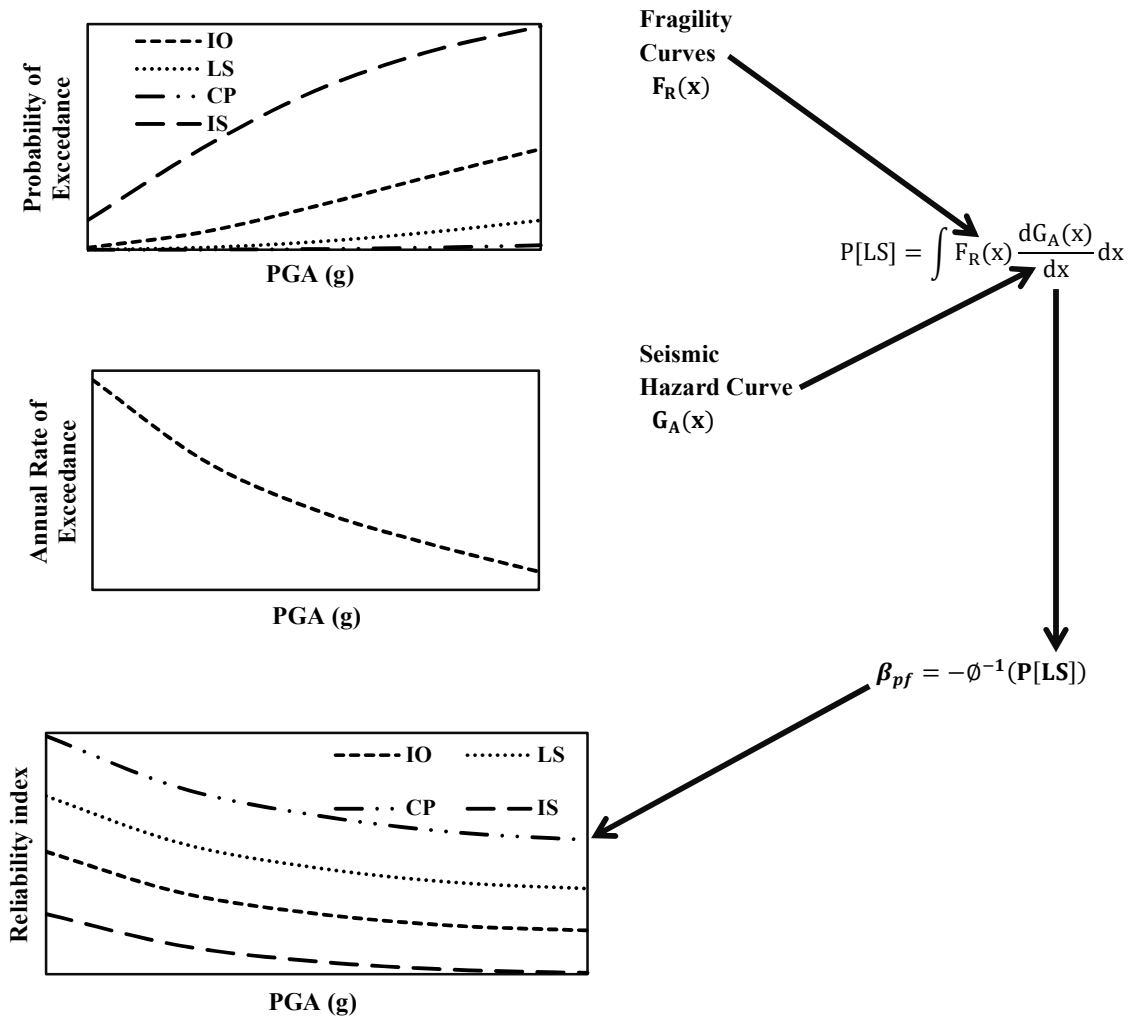 IO
LS
CP
IS
Probability of
Exccedance
PGA (g)
Fragility
Curves
F_R(x)
P[LS] = ∫ F_R(x) dG_A(x)/dx dx
Seismic
Hazard Curve
G_A(x)
Annual Rate of
Exceedance
PGA (g)
β_pf = −∅⁻¹(P[LS])
IO LS
CP IS
Reliability index
PGA (g)